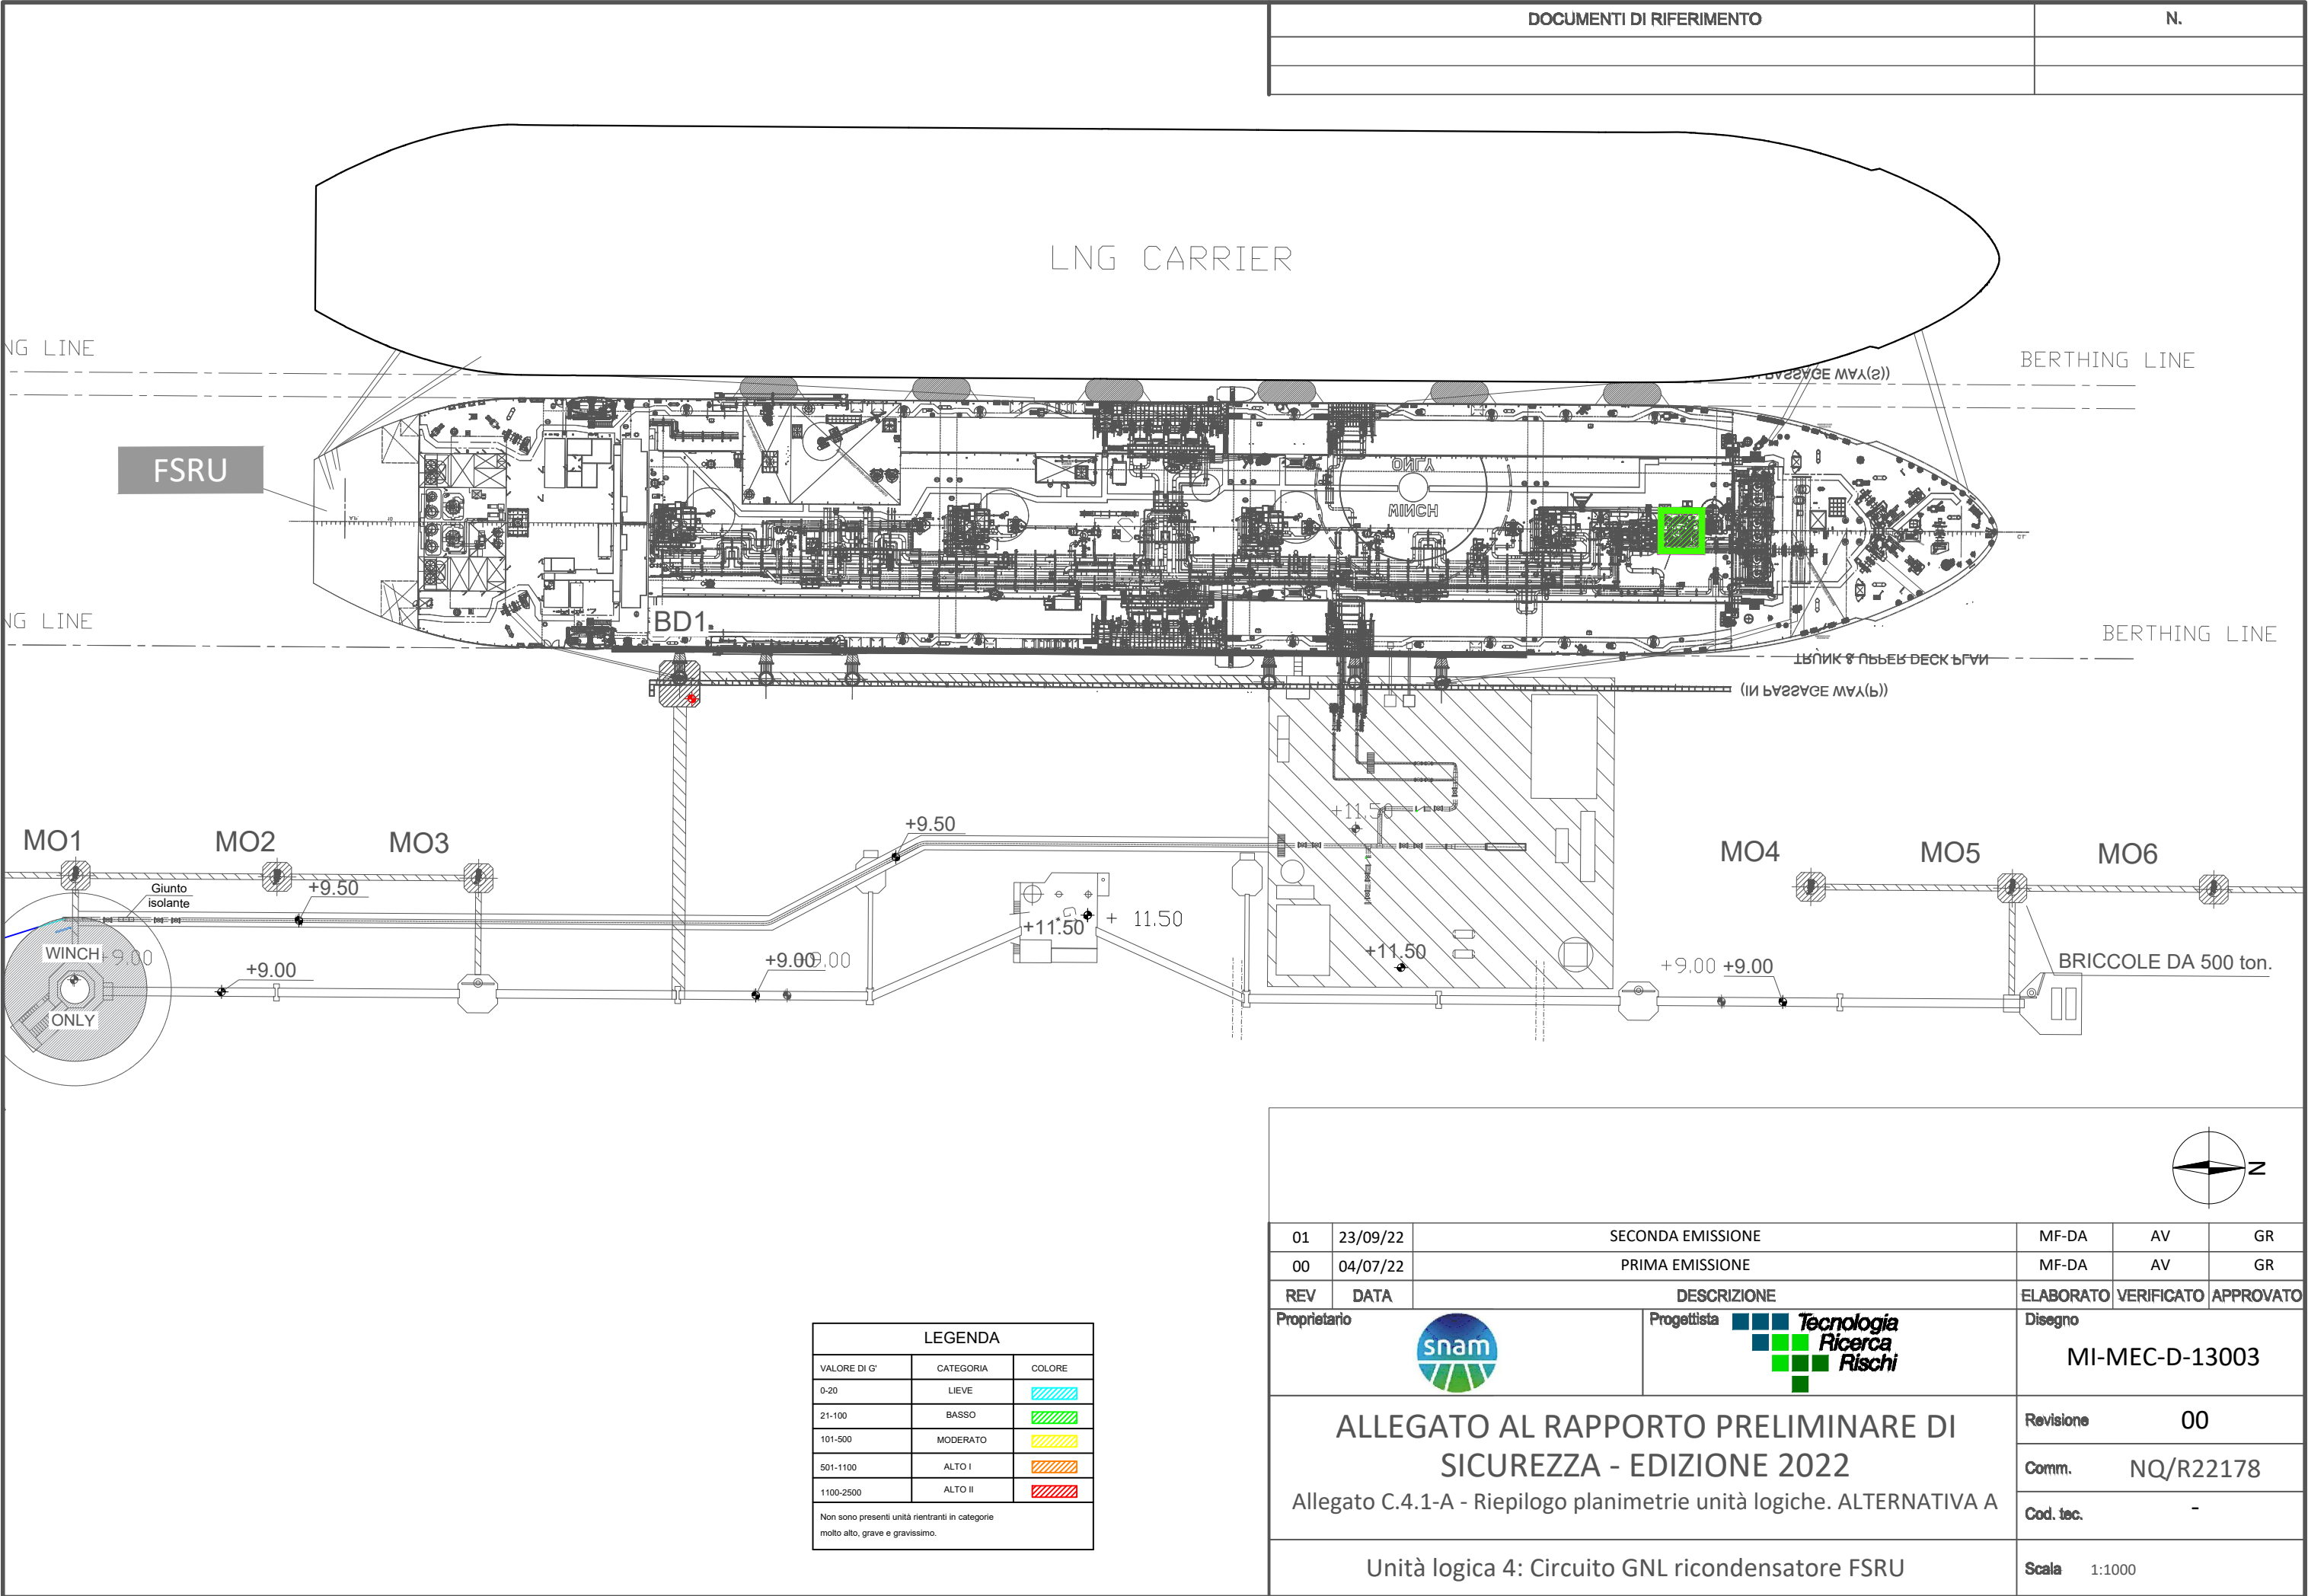 DOCUMENTI DI RIFERIMENTO
N.
LNG CARRIER
NG LINE
BERTHING LINE
PASSAGE WAY(S))
FSRU
ONLY
WINCH
BD1
NG LINE
BERTHING LINE
TRUNK & UPPER DECK PLAN
(IN PASSAGE WAY(P))
MO1
MO2
MO3
+9.50
+11.50
MO4
MO5
MO6
Giunto
isolante
+9.50
+11.50
+ 11.50
WINCH
+9.00
+9.00
+9.00
9.00
+11.50
+9.00
+9.00
BRICCOLE DA 500 ton.
ONLY
N
01 23/09/22 SECONDA EMISSIONE MF-DA AV GR
00 04/07/22 PRIMA EMISSIONE MF-DA AV GR
REV DATA DESCRIZIONE ELABORATO VERIFICATO APPROVATO
Proprietario
snam
Progettista
Tecnologia
Ricerca
Rischi
Disegno
MI-MEC-D-13003
LEGENDA
VALORE DI G' CATEGORIA COLORE
0-20 LIEVE
21-100 BASSO
101-500 MODERATO
501-1100 ALTO I
1100-2500 ALTO II
Non sono presenti unità rientranti in categorie
molto alto, grave e gravissimo.
ALLEGATO AL RAPPORTO PRELIMINARE DI
SICUREZZA - EDIZIONE 2022
Allegato C.4.1-A - Riepilogo planimetrie unità logiche. ALTERNATIVA A
Revisione 00
Comm. NQ/R22178
Cod. tec. -
Unità logica 4: Circuito GNL ricondensatore FSRU
Scala 1:1000